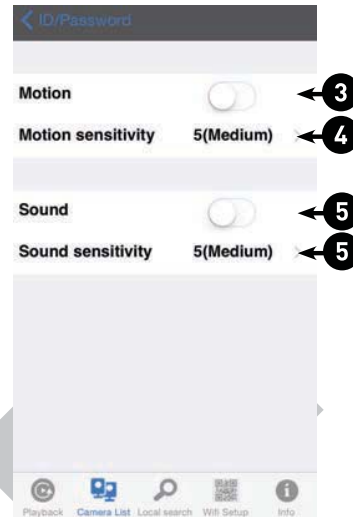 < ID/Password
Motion
3
Motion sensitivity 5(Medium) >
4
Sound
5
Sound sensitivity 5(Medium) >
5
Playback Camera List Local search Wifi Setup Info